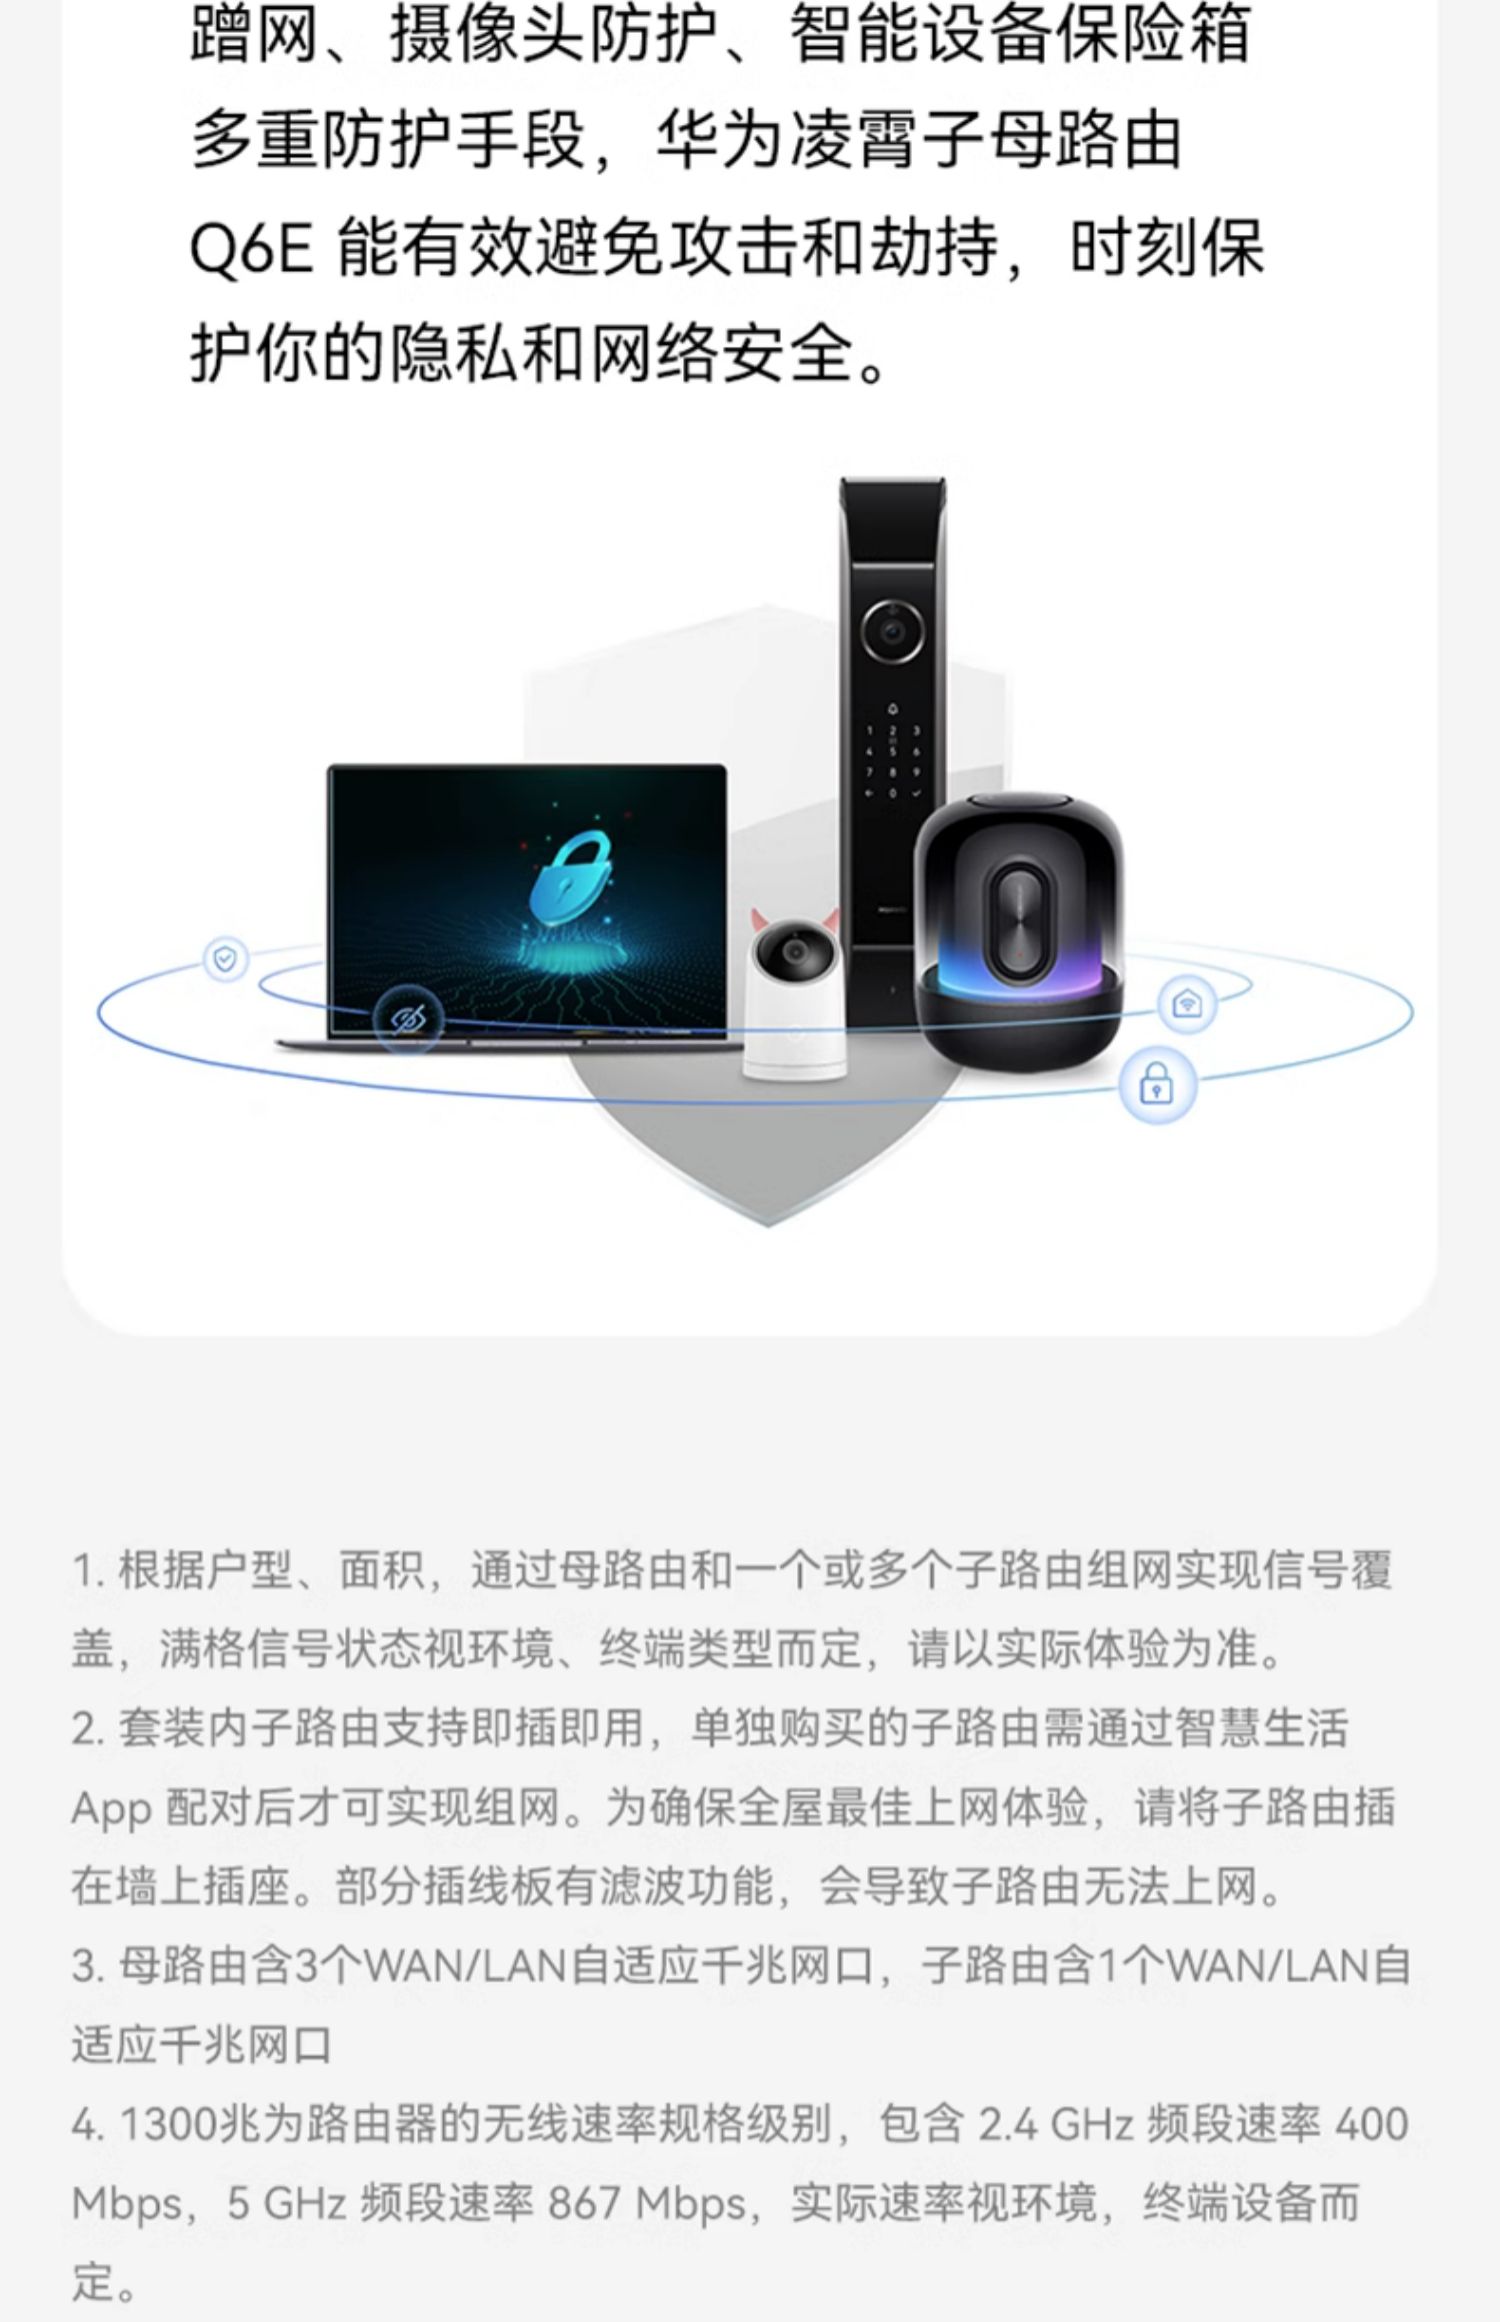 蹭网、摄像头防护、智能设备保险箱
多重防护手段，华为凌霄子母路由
Q6E 能有效避免攻击和劫持，时刻保
护你的隐私和网络安全。
1 2 3
4 5 6
7 8 9
0
1. 根据户型、面积，通过母路由和一个或多个子路由组网实现信号覆
盖，满格信号状态视环境、终端类型而定，请以实际体验为准。
2. 套装内子路由支持即插即用，单独购买的子路由需通过智慧生活
App 配对后才可实现组网。为确保全屋最佳上网体验，请将子路由插
在墙上插座。部分插线板有滤波功能，会导致子路由无法上网。
3. 母路由含3个WAN/LAN自适应千兆网口，子路由含1个WAN/LAN自
适应千兆网口
4. 1300兆为路由器的无线速率规格级别，包含 2.4 GHz 频段速率 400
Mbps，5 GHz 频段速率 867 Mbps，实际速率视环境，终端设备而
定。